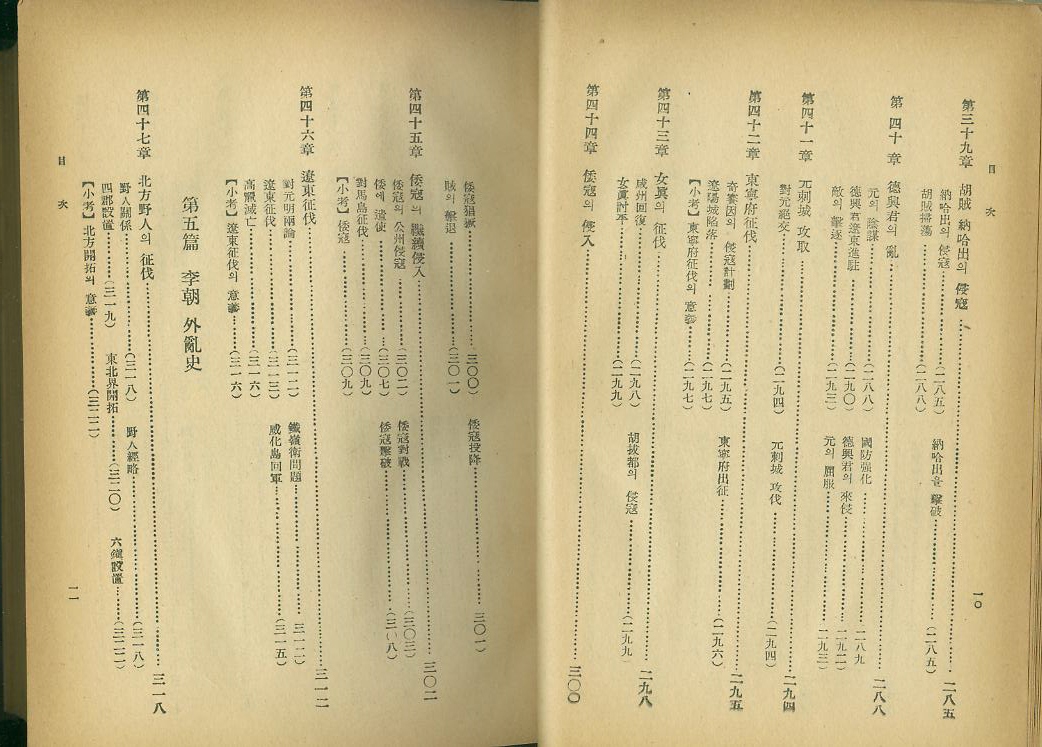 目 次
一〇
第三十九章 胡賊 納哈出의 侵寇 二八五
納哈出의 侵寇 (二八五) 納哈出을 擊破 (二八五)
胡賊掃蕩 (二八八)
第四十章 德興君의 亂 二八八
元의 陰謀 (二八八) 國防强化 二八九
德興君遼東進駐 (二九〇) 德興君의 來侵 (二九二)
敵의 擊逐 (二九三) 元의 屈服 二九三)
第四十一章 兀剌城 攻取 二九四
對元絕交 (二九四) 兀剌城 攻伐 (二九四)
第四十二章 東寧府征伐 二九五
奇賽因의 侵寇計劃 (二九五) 東寧府出征 (二九六)
遼陽城陷落 (二九七)
【小考】東寧府征伐의 意義 (二九七)
第四十三章 女眞의 征伐 二九八
咸州回復 (二九八) 胡拔都의 侵寇 (二九九
女眞討平 (二九九)
第四十四章 倭寇의 侵入 三〇〇
倭寇猖獗 三〇〇) 倭寇投降 三〇一)
賊의 擊退 (三〇一)
第四十五章 倭寇의 繼續侵入 三〇二
倭寇의 公州侵寇 (三〇二) 倭寇對戰 (三〇三)
倭에 遣使 (三〇七) 倭寇擊破 八)
對馬島征伐 (三〇九)
【小考】倭寇 (三〇九)
第四十六章 遼東征伐 三一二
對元明兩論 (三一二) 鐵嶺衛問題 三一二)
遼東征伐 (三一三) 威化島回軍 (三一五)
高麗滅亡 (三一六)
【小考】遼東征伐의 意義 (三一六)
第五篇 李朝 外亂史
第四十七章 北方野人의 征伐 三一八
野人關係 (三一八) 野人經略 (三一八)
四郡設置 (三一九) 東北界開拓 (三二〇) 六鎭設置 (三二二)
【小考】北方開拓의 意義 (三二二)
目 次
一一